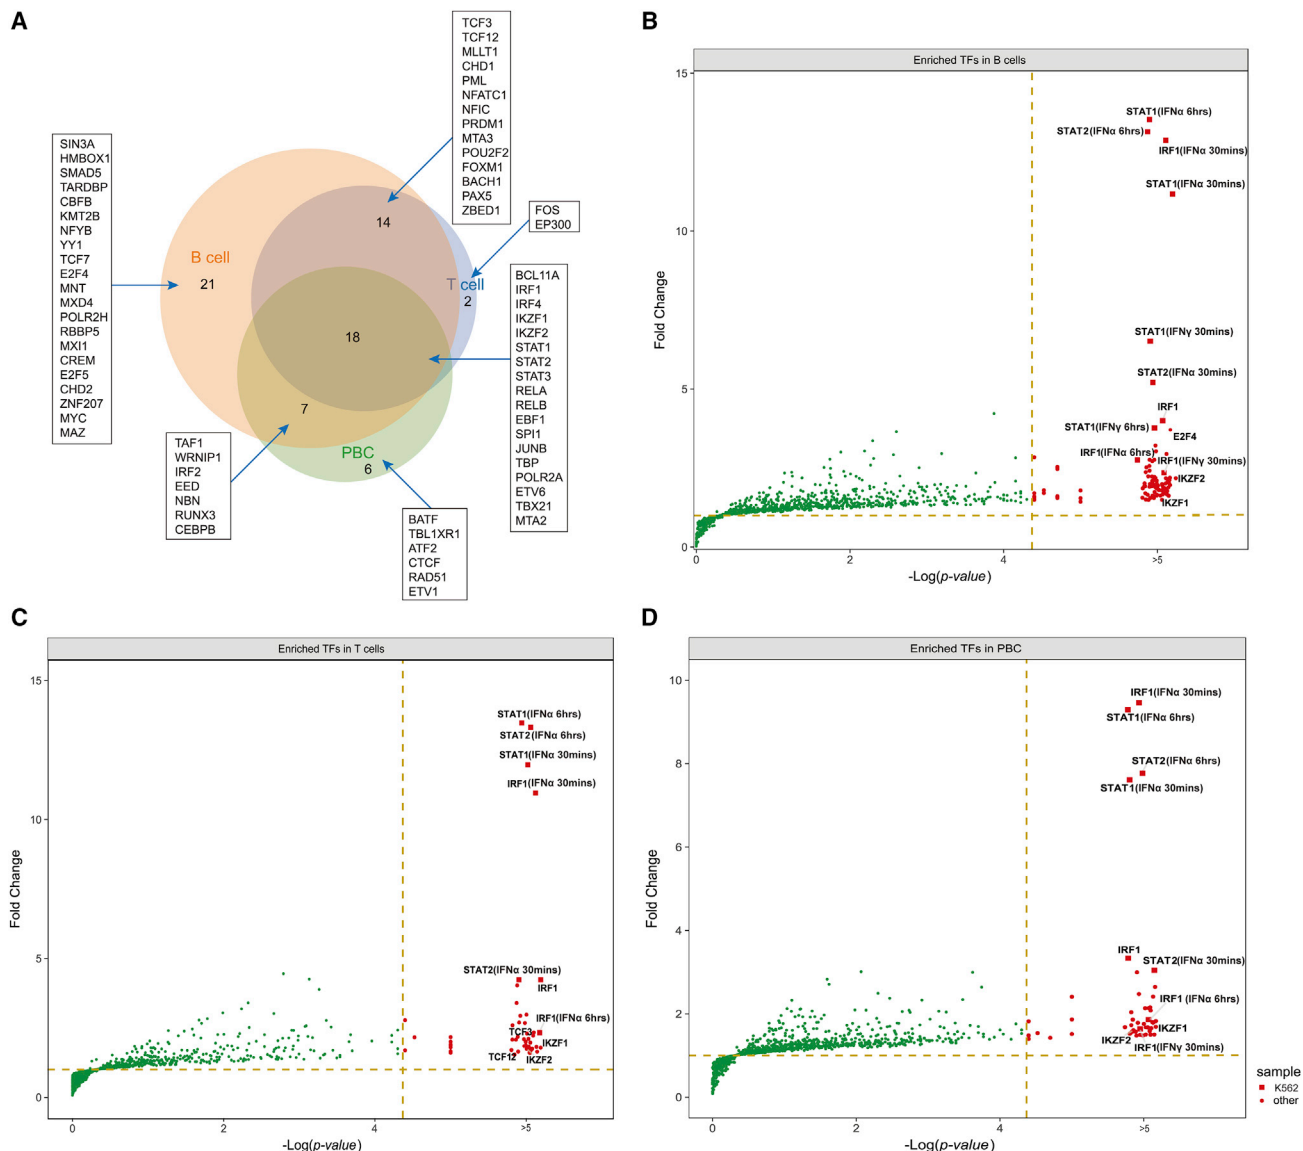 A
SIN3A
HMBOX1
SMAD5
TARDBP
CBFB
KMT2B
NFYB
YY1
TCF7
E2F4
MNT
MXD4
POLR2H
RBBP5
MXI1
CREM
E2F5
CHD2
ZNF207
MYC
MAZ
TCF3
TCF12
MLLT1
CHD1
PML
NFATC1
NFIC
PRDM1
MTA3
POU2F2
FOXM1
BACH1
PAX5
ZBED1
FOS
EP300
BCL11A
IRF1
IRF4
IKZF1
IKZF2
STAT1
STAT2
STAT3
RELA
RELB
EBF1
SPI1
JUNB
TBP
POLR2A
ETV6
TBX21
MTA2
B cell
21
14
T cell
2
18
7
PBC
6
TAF1
WRNIP1
IRF2
EED
NBN
RUNX3
CEBPB
BATF
TBL1XR1
ATF2
CTCF
RAD51
ETV1
B
Enriched TFs in B cells
15
10
5
0
Fold Change
STAT1(IFNα 6hrs)
STAT2(IFNα 6hrs)
IRF1(IFNα 30mins)
STAT1(IFNα 30mins)
STAT1(IFNγ 30mins)
STAT2(IFNα 30mins)
IRF1
STAT1(IFNγ 6hrs)
E2F4
IRF1(IFNα 6hrs)
IRF1(IFNγ 30mins)
IKZF2
IKZF1
0
2
4
>5
-Log(p-value)
C
Enriched TFs in T cells
15
10
5
0
Fold Change
STAT1(IFNα 6hrs)
STAT2(IFNα 6hrs)
STAT1(IFNα 30mins)
IRF1(IFNα 30mins)
STAT2(IFNα 30mins)
IRF1
IRF1(IFNα 6hrs)
TCF3
IKZF1
TCF12
IKZF2
0
2
4
>5
-Log(p-value)
D
Enriched TFs in PBC
10
8
6
4
2
0
Fold Change
IRF1(IFNα 30mins)
STAT1(IFNα 6hrs)
STAT2(IFNα 6hrs)
STAT1(IFNα 30mins)
IRF1
STAT2(IFNα 30mins)
IRF1 (IFNα 6hrs)
IKZF1
IKZF2
IRF1(IFNγ 30mins)
0
2
4
>5
-Log(p-value)
sample
K562
other